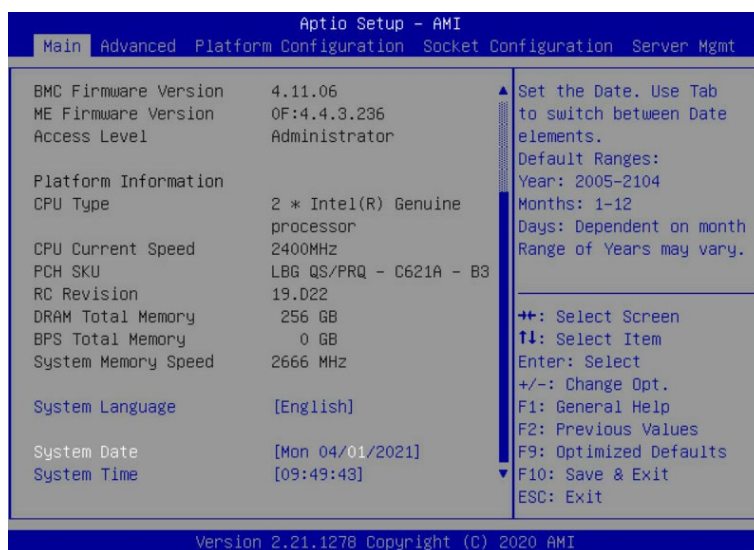 Aptio Setup - AMI
Main Advanced Platform Configuration Socket Configuration Server Mgmt
BMC Firmware Version 4.11.06
ME Firmware Version 0F:4.4.3.236
Access Level Administrator
Platform Information
CPU Type 2 * Intel(R) Genuine
processor
CPU Current Speed 2400MHz
PCH SKU LBG QS/PRQ - C621A - B3
RC Revision 19.D22
DRAM Total Memory 256 GB
BPS Total Memory 0 GB
System Memory Speed 2666 MHz
System Language [English]
System Date [Mon 04/01/2021]
System Time [09:49:43]
Set the Date. Use Tab
to switch between Date
elements.
Default Ranges:
Year: 2005-2104
Months: 1-12
Days: Dependent on month
Range of Years may vary.
→←: Select Screen
↑↓: Select Item
Enter: Select
+/-: Change Opt.
F1: General Help
F2: Previous Values
F9: Optimized Defaults
F10: Save & Exit
ESC: Exit
Version 2.21.1278 Copyright (C) 2020 AMI